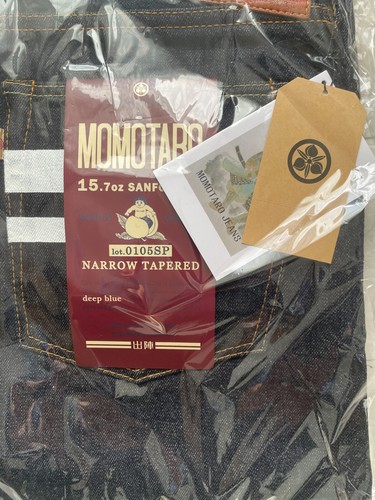 MOMOTARO
15.7oz SANFO
lot.0105SP
NARROW TAPERED
deep blue
出陣
MOMOTARO JEANS